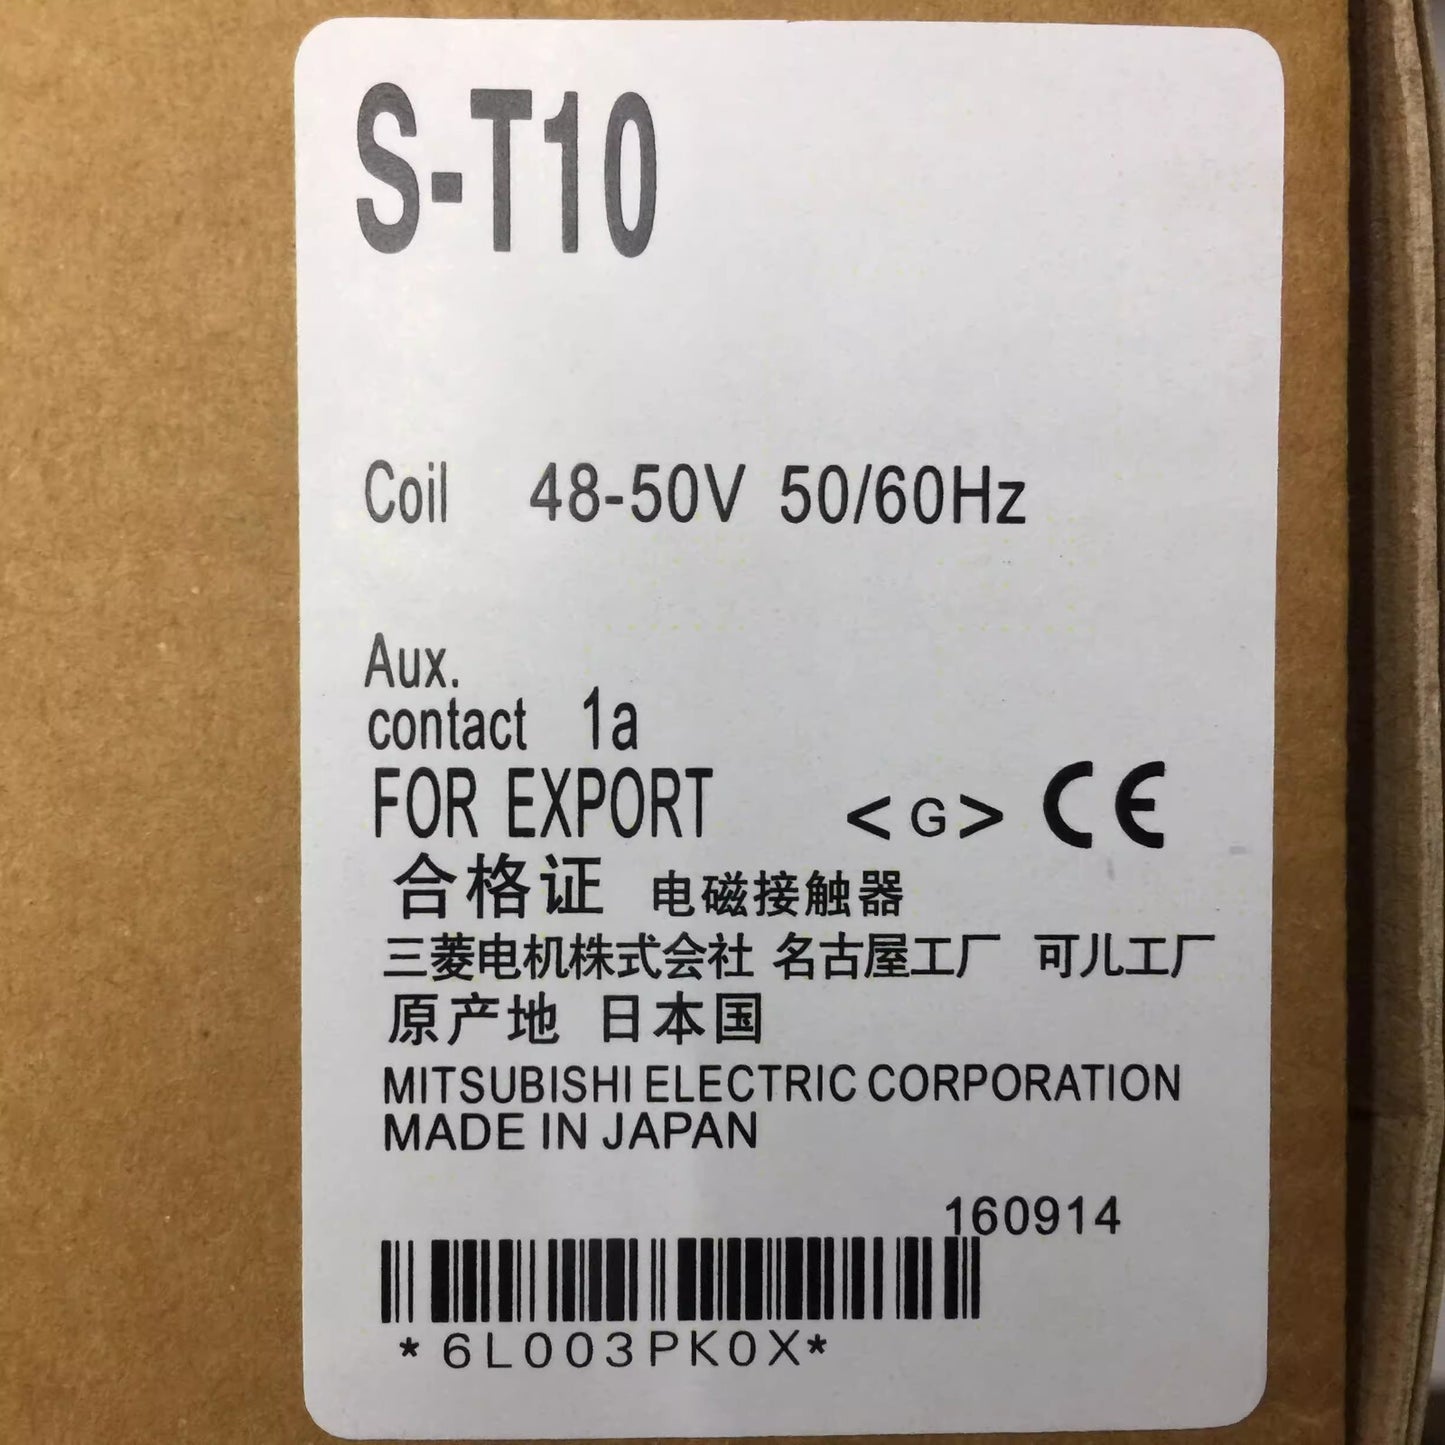 S-T10
Coil 48-50V 50/60Hz
Aux.
contact 1a
FOR EXPORT <G> CE
合格证 电磁接触器
三菱电机株式会社 名古屋工厂 可儿工厂
原产地 日本国
MITSUBISHI ELECTRIC CORPORATION
MADE IN JAPAN
160914
*6L003PK0X*